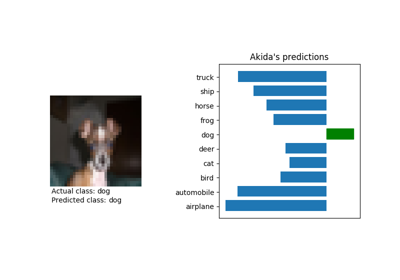 Akida's predictions
truck
ship
horse
frog
dog
deer
cat
bird
automobile
airplane
Actual class: dog
Predicted class: dog